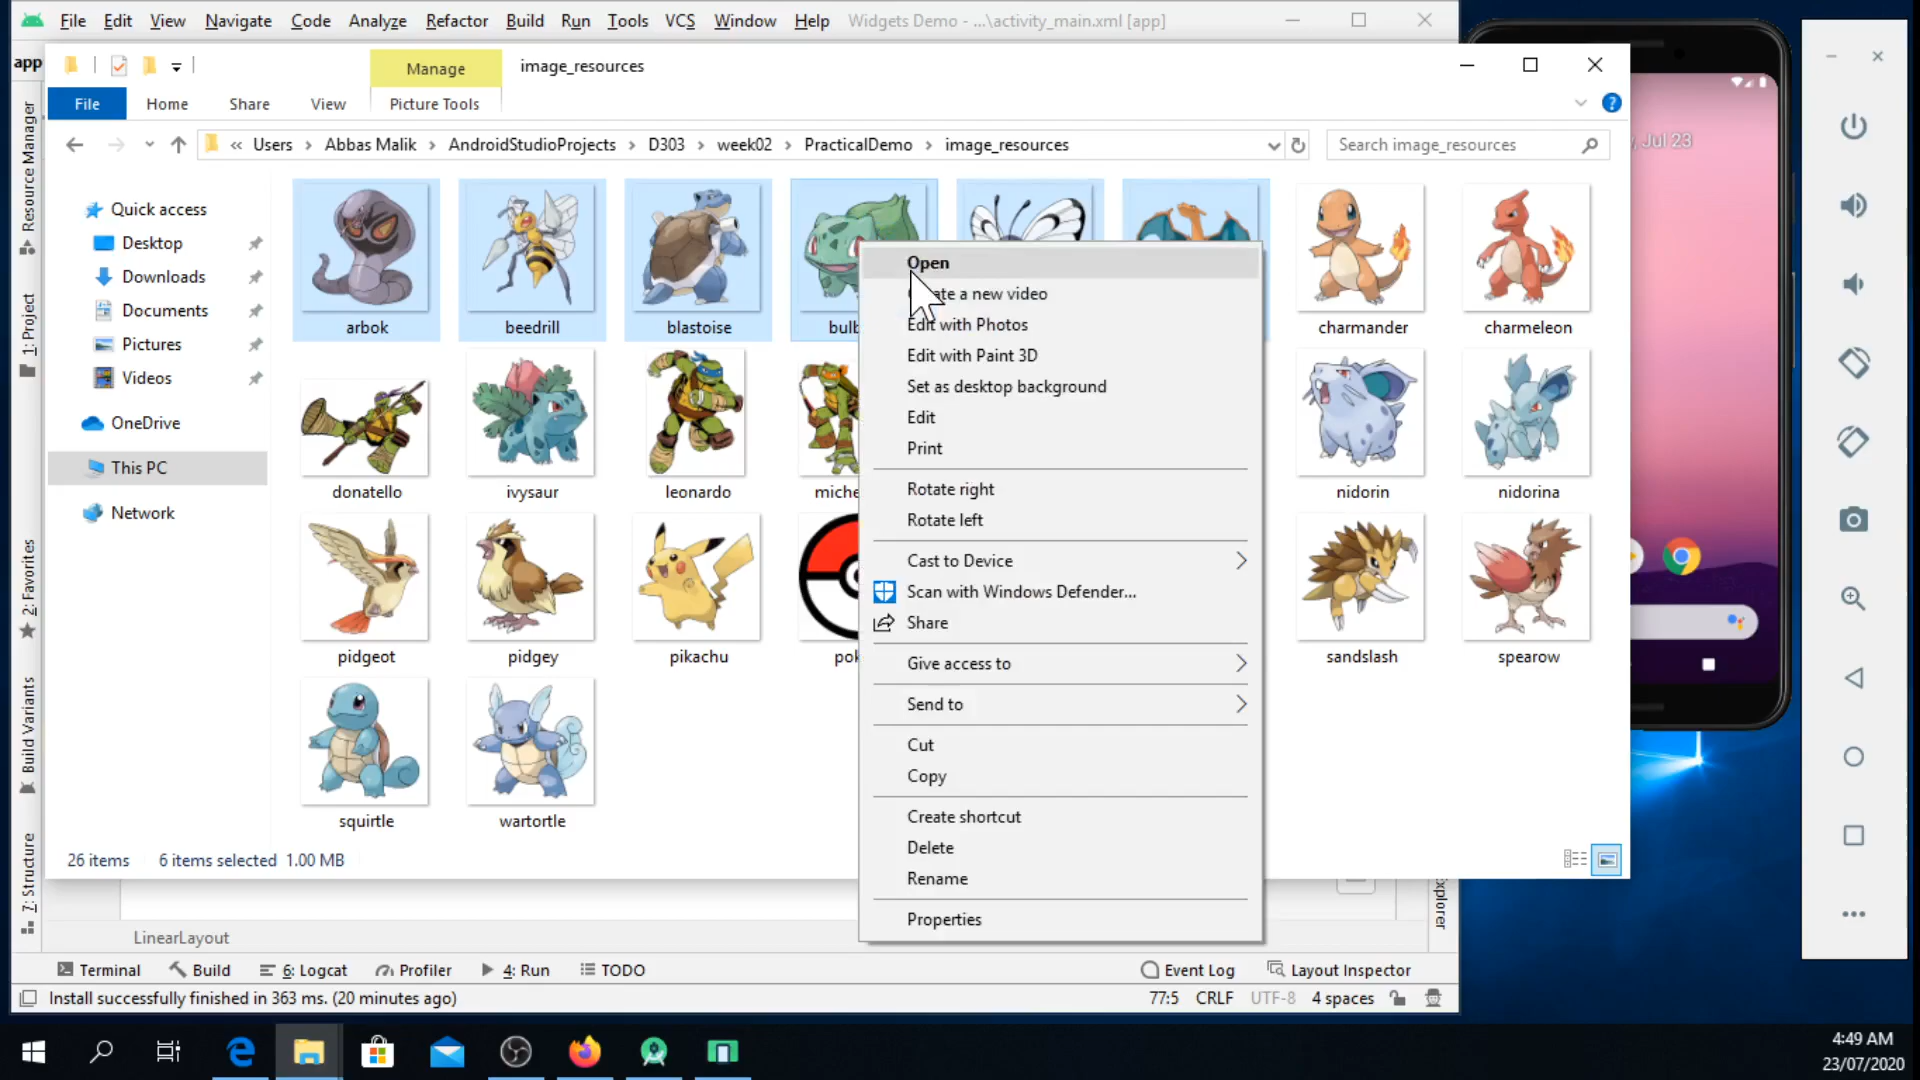 File Edit View Navigate Code Analyze Refactor Build Run Tools VCS Window Help Widgets Demo - ...\activity_main.xml [app]
app
Manage
image_resources
File Home Share View Picture Tools
« Users Abbas Malik AndroidStudioProjects D303 week02 PracticalDemo image_resources
Search image_resources
Jul 23
Resource Manager
1: Project
2: Favorites
Build Variants
7: Structure
Quick access
Desktop
Downloads
Documents
Pictures
Videos
OneDrive
This PC
Network
arbok beedrill blastoise charmander charmeleon
donatello ivysaur leonardo nidorin nidorina
pidgeot pidgey pikachu sandslash spearow
squirtle wartortle
Open
a new video
Edit with Photos
Edit with Paint 3D
Set as desktop background
Edit
Print
Rotate right
Rotate left
Cast to Device
Scan with Windows Defender...
Share
Give access to
Send to
Cut
Copy
Create shortcut
Delete
Rename
Properties
26 items 6 items selected 1.00 MB
LinearLayout
Terminal Build 6: Logcat Profiler 4: Run TODO Event Log Layout Inspector
Install successfully finished in 363 ms. (20 minutes ago) 77:5 CRLF UTF-8 4 spaces
4:49 AM
23/07/2020